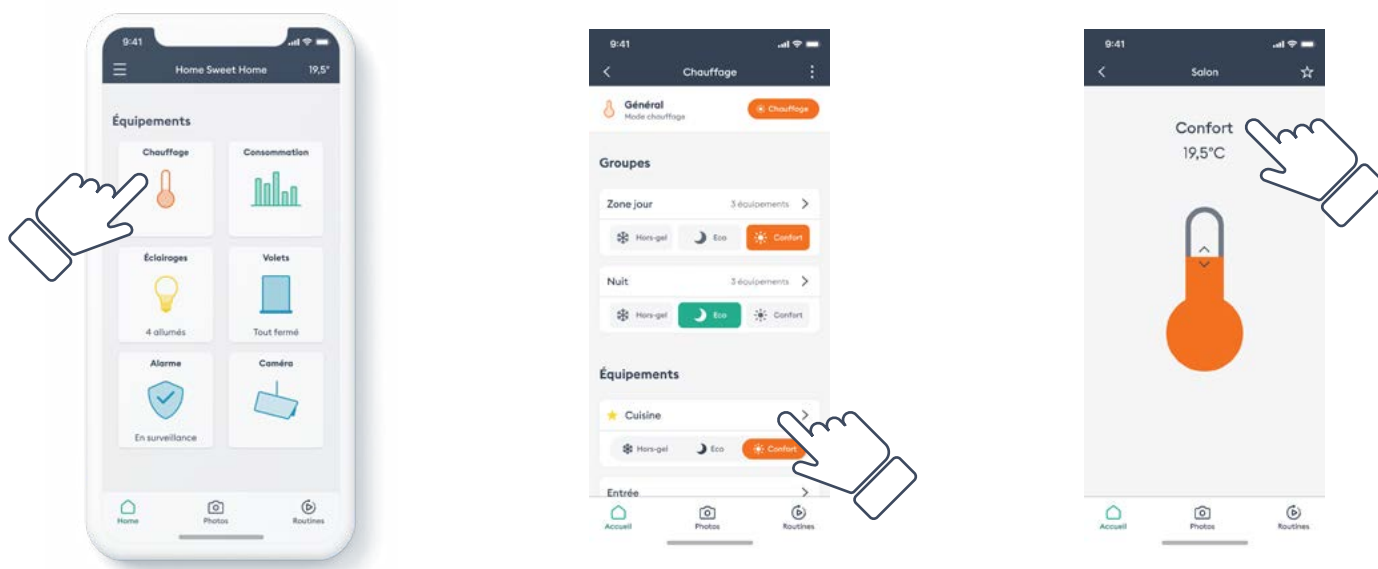 9:41
Home Sweet Home 19,5°
Équipements
Chauffage Consommation
Éclairages Volets
4 allumés Tout fermé
Alarme Caméra
En surveillance
Home Photos Routines
9:41
Chauffage
Général
Mode chauffage
Chauffage
Groupes
Zone jour 3 équipements
Hors-gel Eco Confort
Nuit 3 équipements
Hors-gel Eco Confort
Équipements
Cuisine
Hors-gel Eco Confort
Entrée
Accueil Photos Routines
9:41
Salon
Confort
19,5°C
Accueil Photos Routines